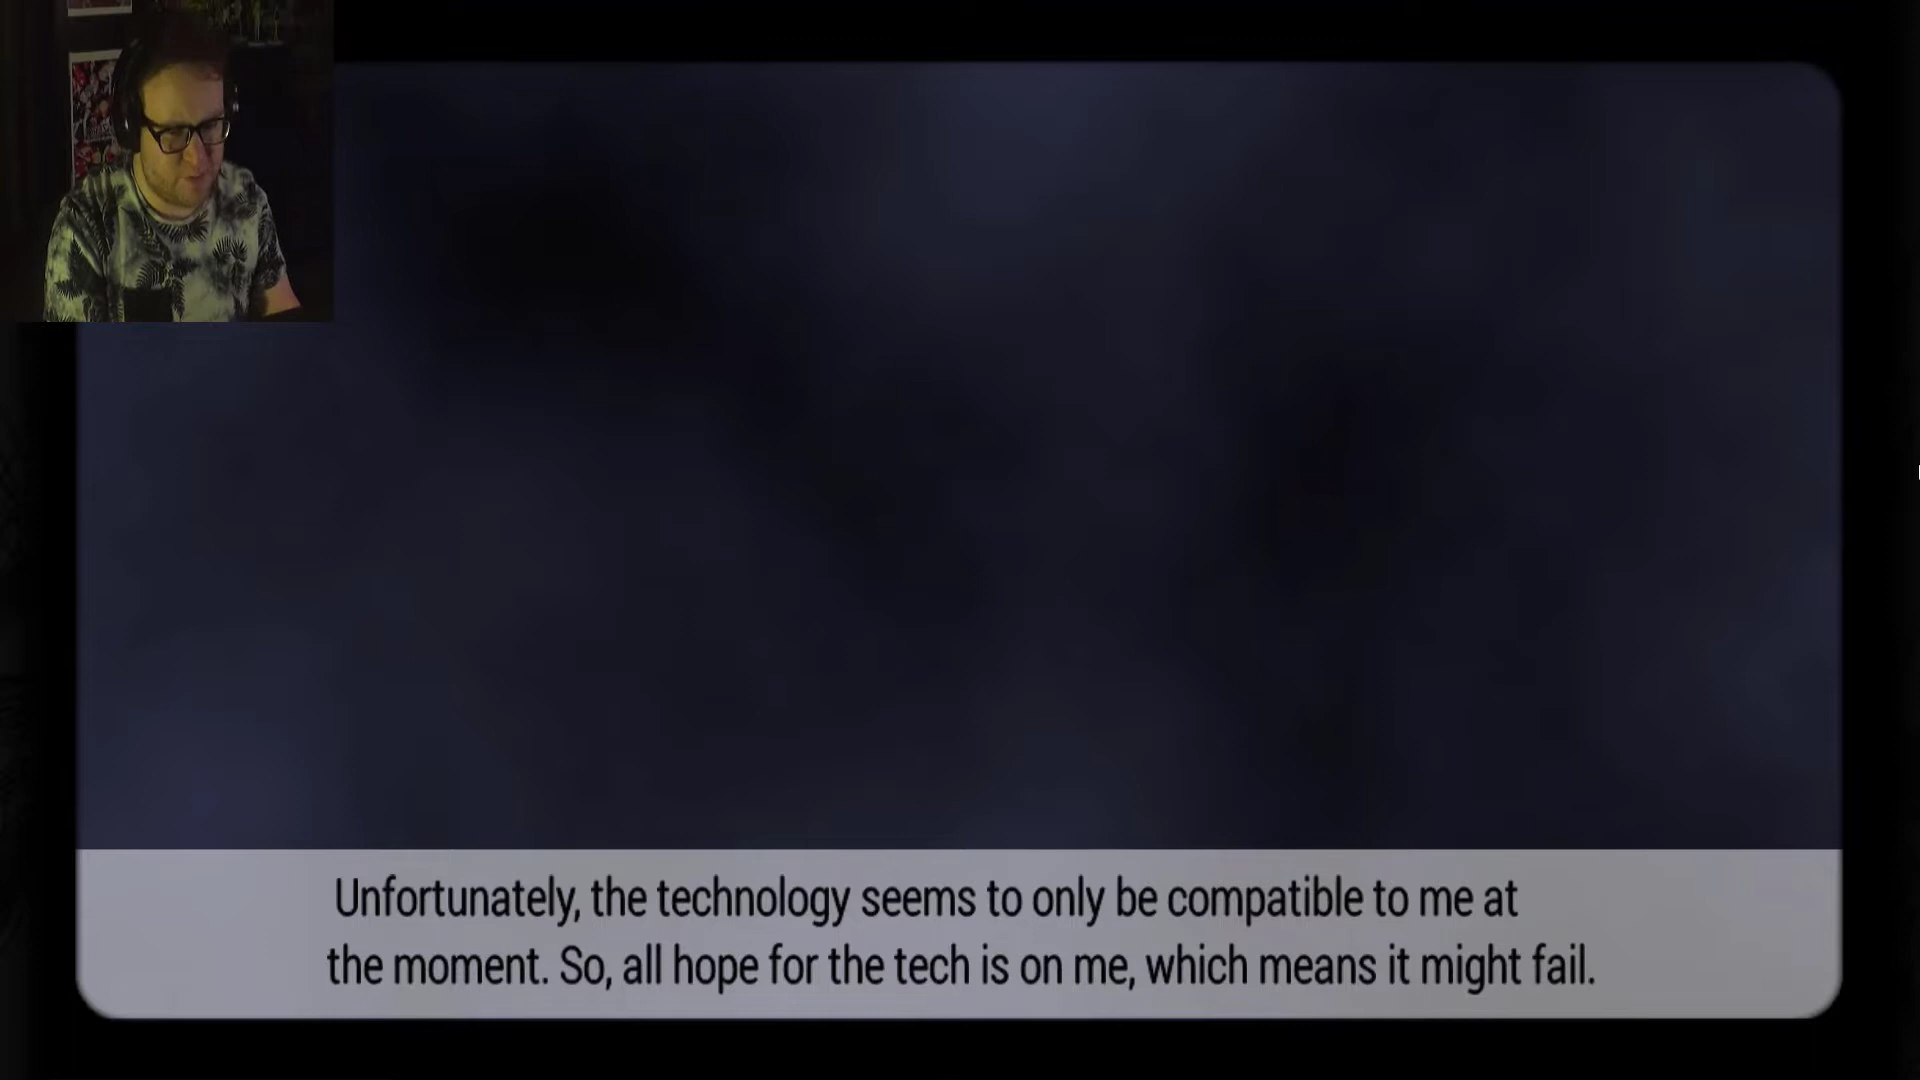 Unfortunately, the technology seems to only be compatible to me at
the moment. So, all hope for the tech is on me, which means it might fail.